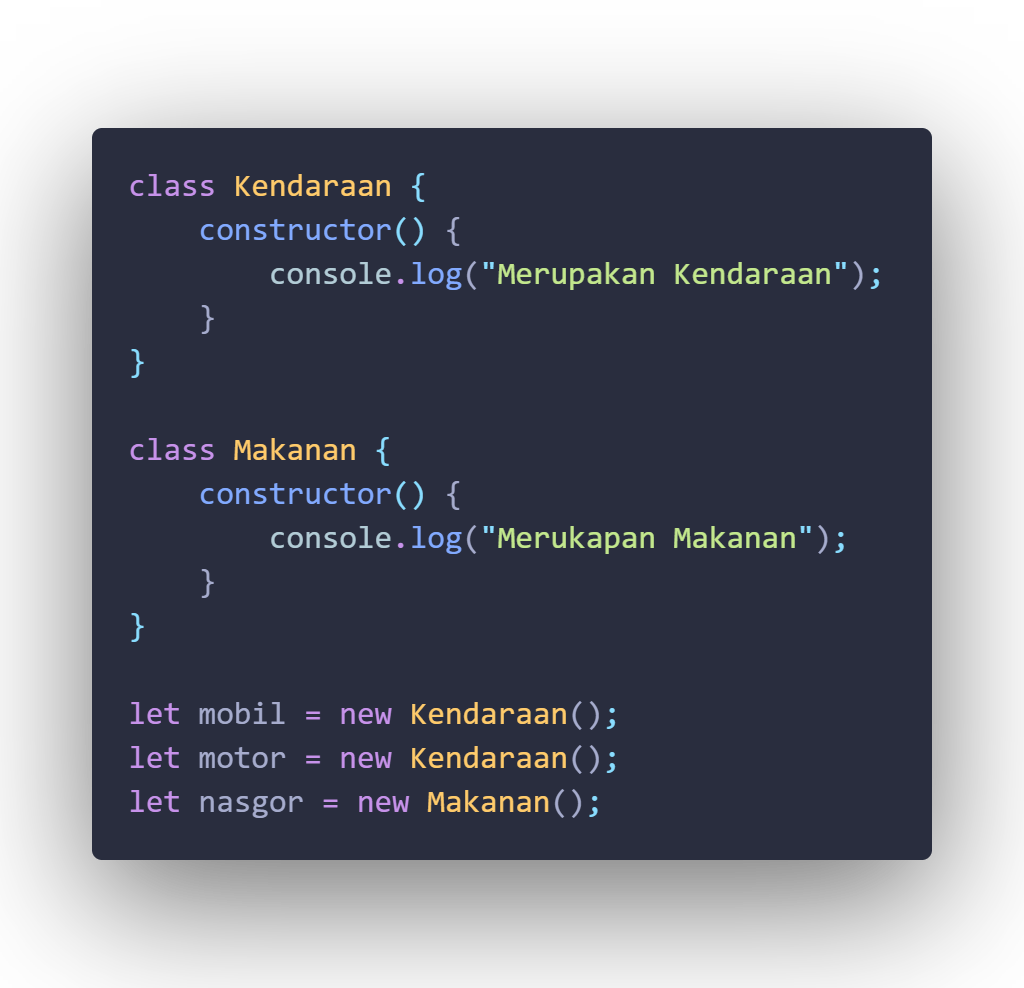 class Kendaraan {
    constructor() {
        console.log("Merupakan Kendaraan");
    }
}

class Makanan {
    constructor() {
        console.log("Merukapan Makanan");
    }
}

let mobil = new Kendaraan();
let motor = new Kendaraan();
let nasgor = new Makanan();